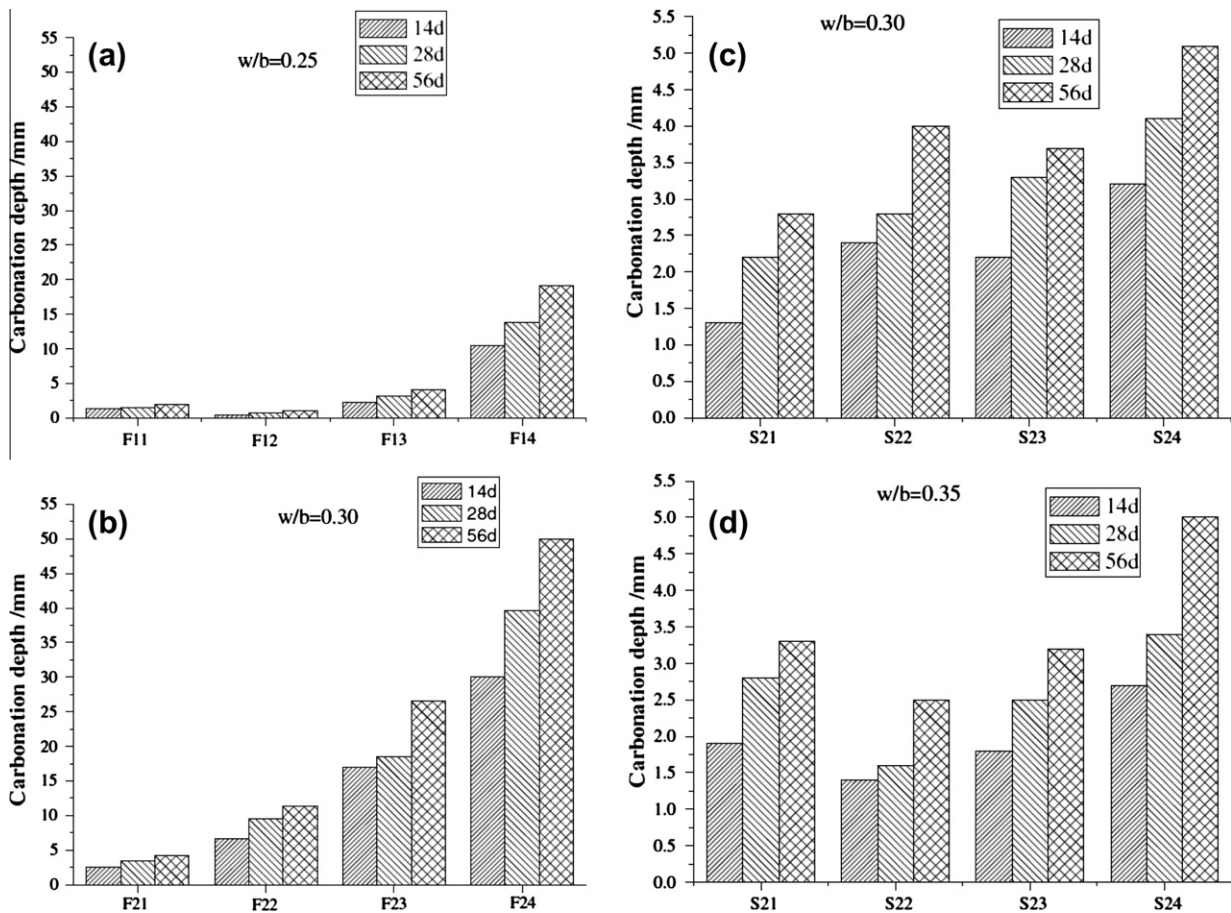 (a)
w/b=0.25
14d
28d
56d
Carbonation depth /mm
55
50
45
40
35
30
25
20
15
10
5
0
F11 F12 F13 F14
(c)
w/b=0.30
14d
28d
56d
Carbonation depth /mm
5.5
5.0
4.5
4.0
3.5
3.0
2.5
2.0
1.5
1.0
0.5
0.0
S21 S22 S23 S24
(b)
w/b=0.30
14d
28d
56d
Carbonation depth /mm
55
50
45
40
35
30
25
20
15
10
5
0
F21 F22 F23 F24
(d)
w/b=0.35
14d
28d
56d
Carbonation depth /mm
5.5
5.0
4.5
4.0
3.5
3.0
2.5
2.0
1.5
1.0
0.5
0.0
S21 S22 S23 S24